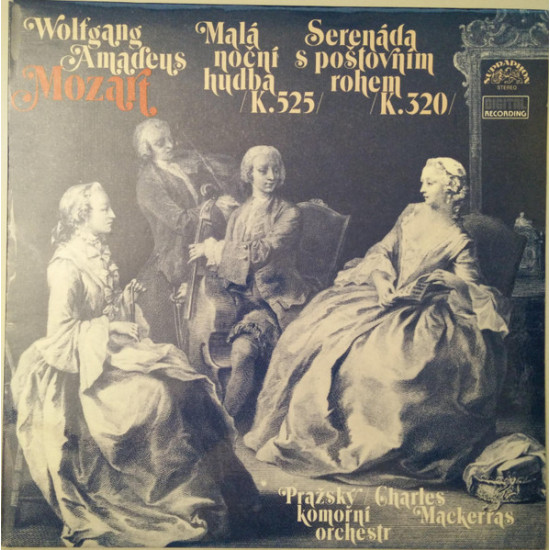 Wolfgang
Amadeus
Mozart
Malá
noční
hudba
/K.525/
Serenáda
s poštovním
rohem
/K.320/
SUPRAPHON
STEREO
DIGITAL
RECORDING
Pražský
komorní
orchestr
/Charles
Mackerras